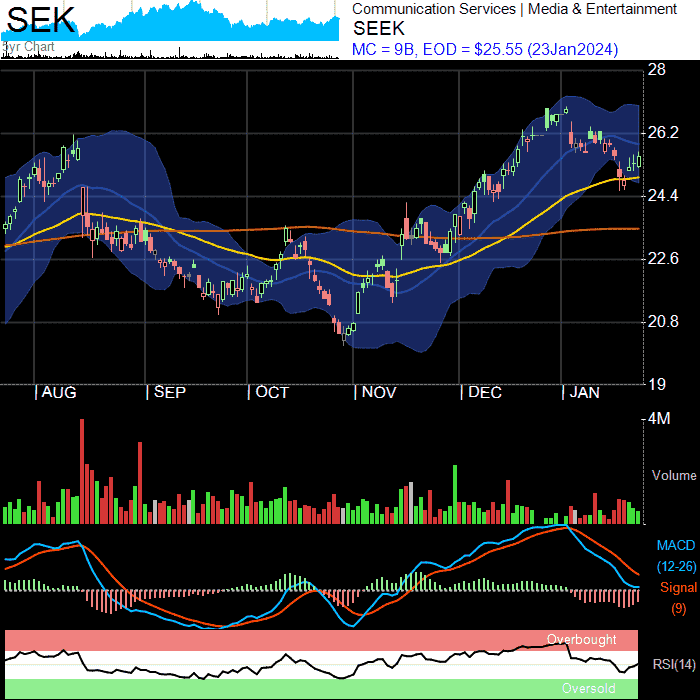 SEK
3yr Chart
Communication Services | Media & Entertainment
SEEK
MC = 9B, EOD = $25.55 (23Jan2024)
28
26.2
24.4
22.6
20.8
19
| AUG | SEP | OCT | NOV | DEC | JAN
4M
Volume
MACD
(12-26)
Signal
(9)
Overbought
RSI(14)
Oversold